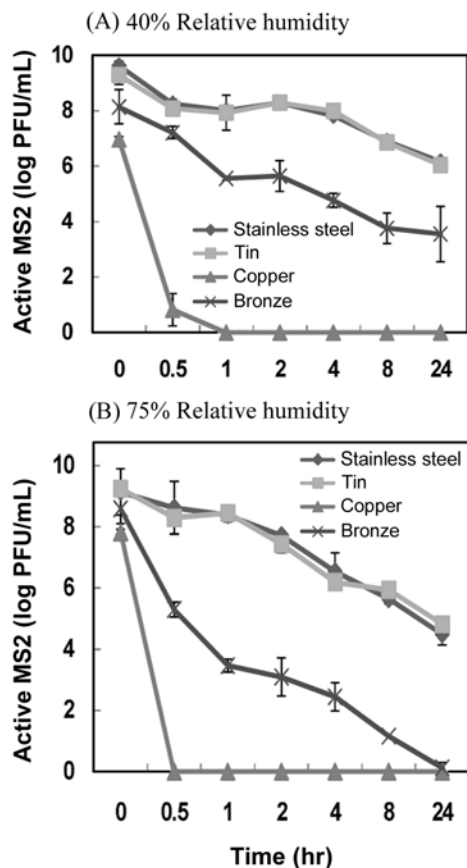 (A) 40% Relative humidity
Active MS2 (log PFU/mL)
10
8
6
4
2
0
Stainless steel
Tin
Copper
Bronze
0 0.5 1 2 4 8 24
(B) 75% Relative humidity
Active MS2 (log PFU/mL)
10
8
6
4
2
0
Stainless steel
Tin
Copper
Bronze
0 0.5 1 2 4 8 24
Time (hr)